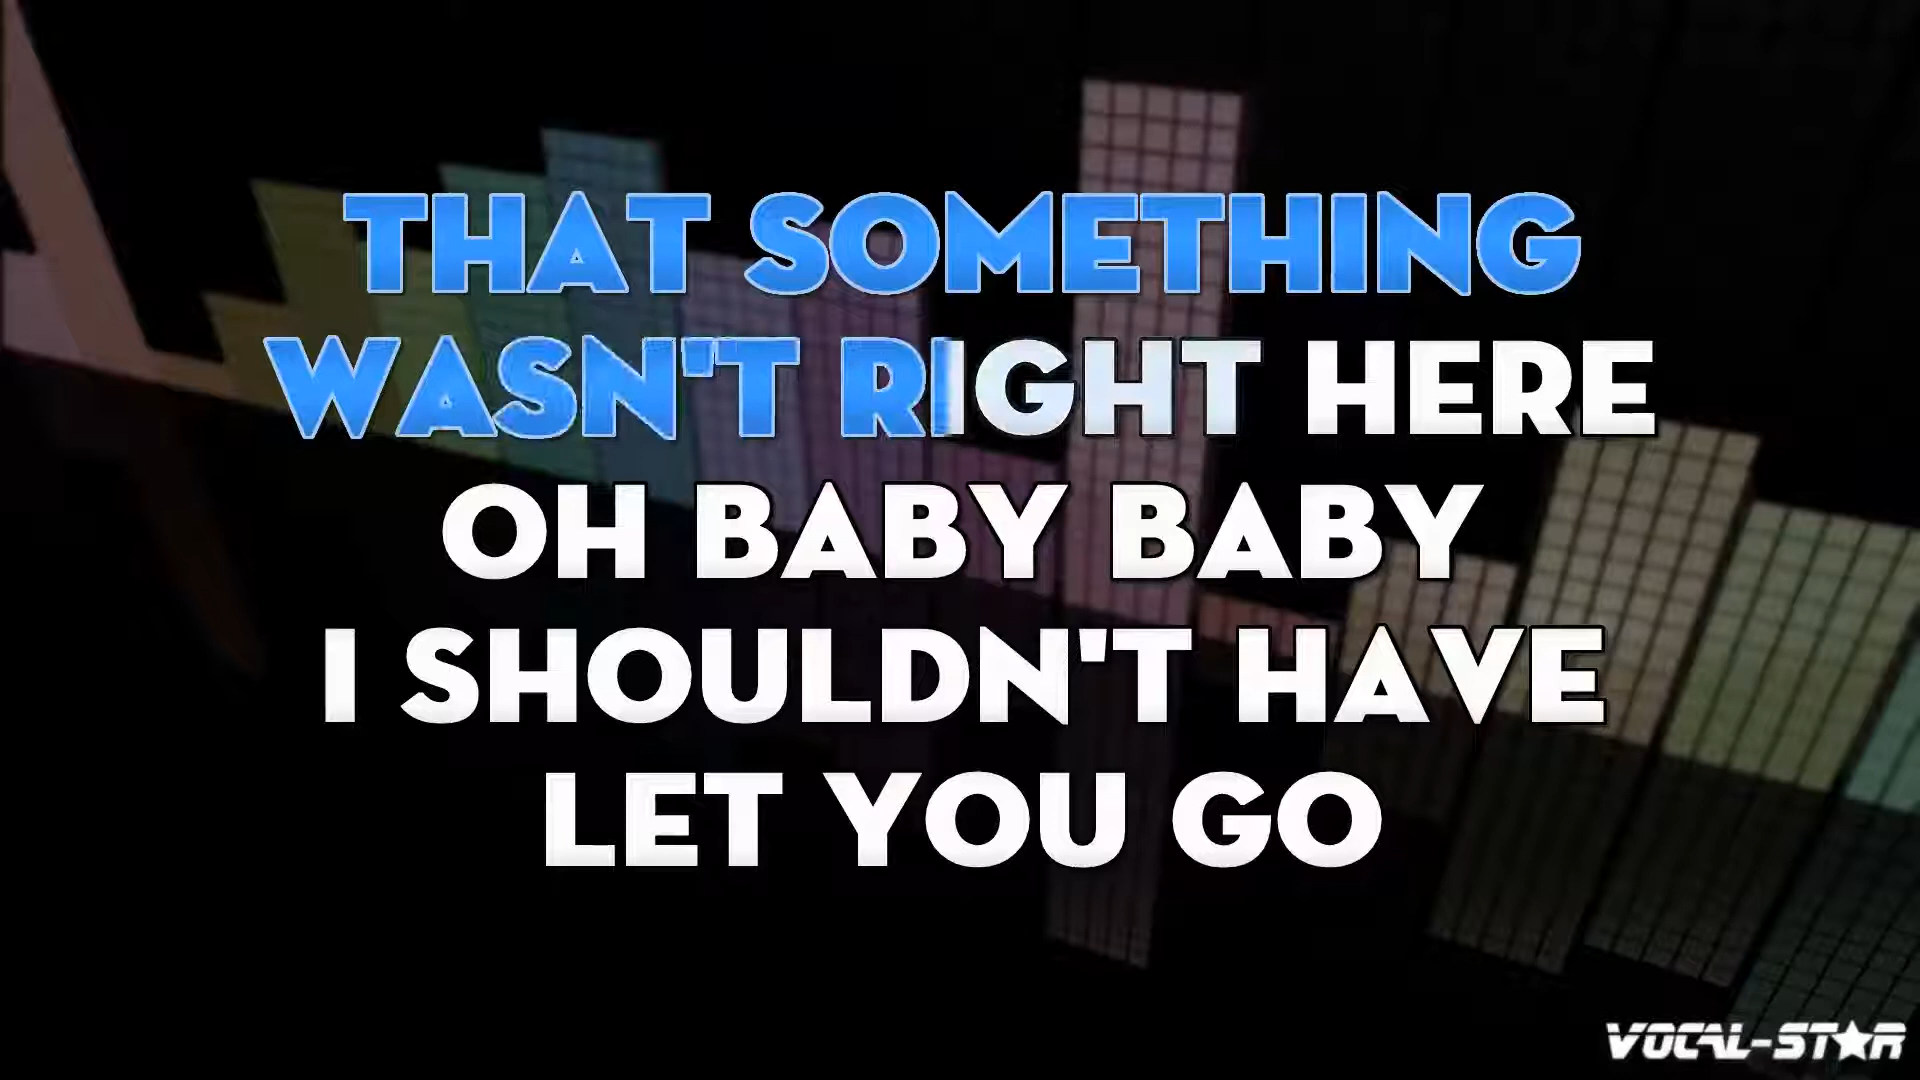 THAT SOMETHING
WASN'T RIGHT HERE
OH BABY BABY
I SHOULDN'T HAVE
LET YOU GO
VOCAL-STAR